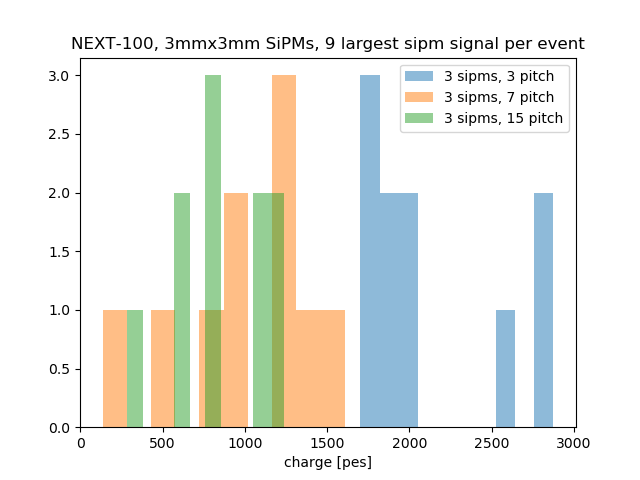 NEXT-100, 3mmx3mm SiPMs, 9 largest sipm signal per event
3 sipms, 3 pitch
3 sipms, 7 pitch
3 sipms, 15 pitch
3.0
2.5
2.0
1.5
1.0
0.5
0.0
0 500 1000 1500 2000 2500 3000
charge [pes]